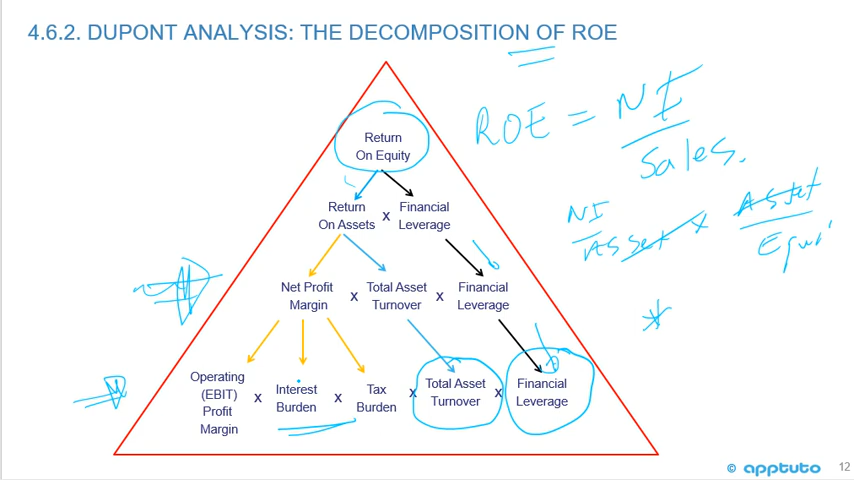 4.6.2. DUPONT ANALYSIS: THE DECOMPOSITION OF ROE
Return
On Equity
ROE = NI
Sales.
Return
On Assets
x
Financial
Leverage
NI
Asset
x
Asset
Equi
Net Profit
Margin
x
Total Asset
Turnover
x
Financial
Leverage
*
Operating
(EBIT)
Profit
Margin
x
Interest
Burden
x
Tax
Burden
x
Total Asset
Turnover
x
Financial
Leverage
© apptuto
12